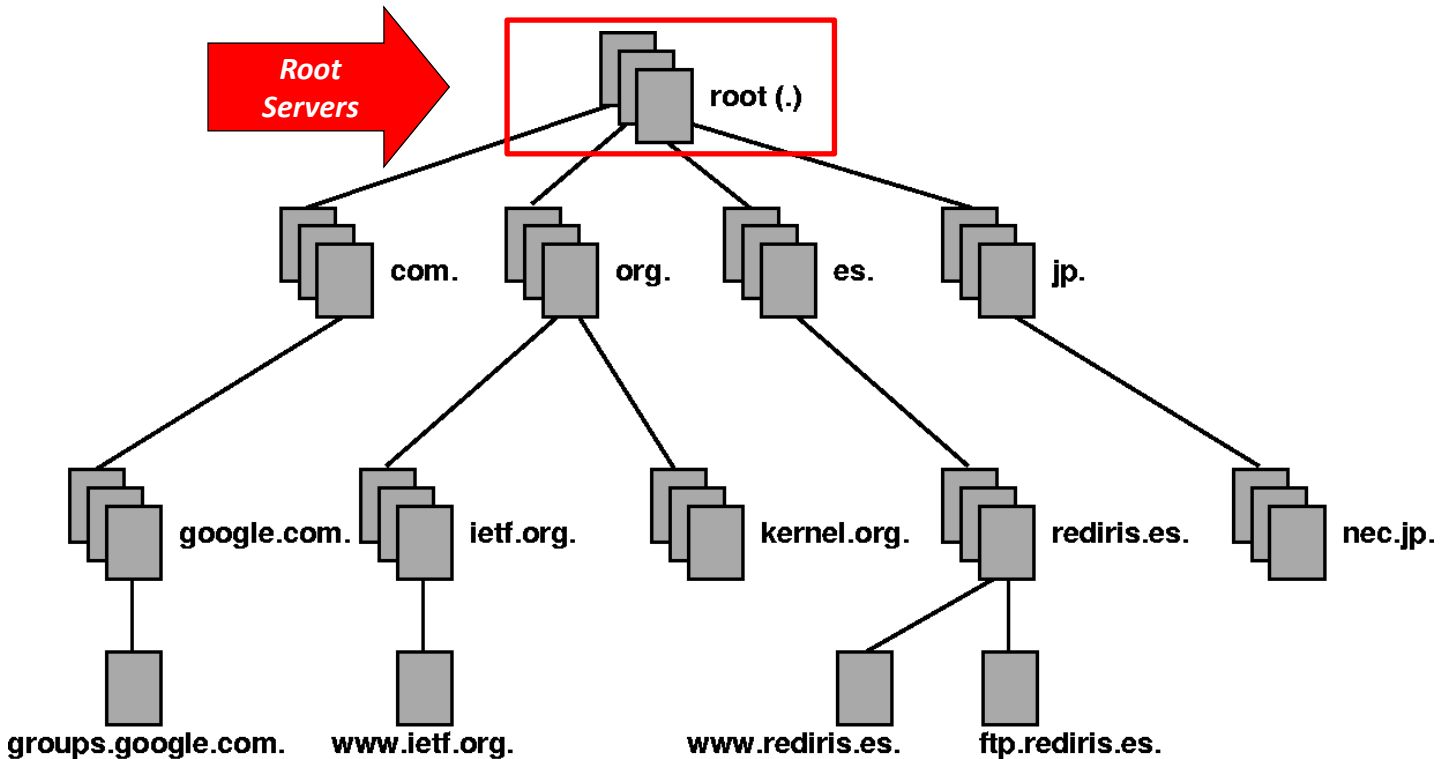 Root
Servers
root (.)
com.
org.
es.
jp.
google.com.
ietf.org.
kernel.org.
rediris.es.
nec.jp.
groups.google.com.
www.ietf.org.
www.rediris.es.
ftp.rediris.es.